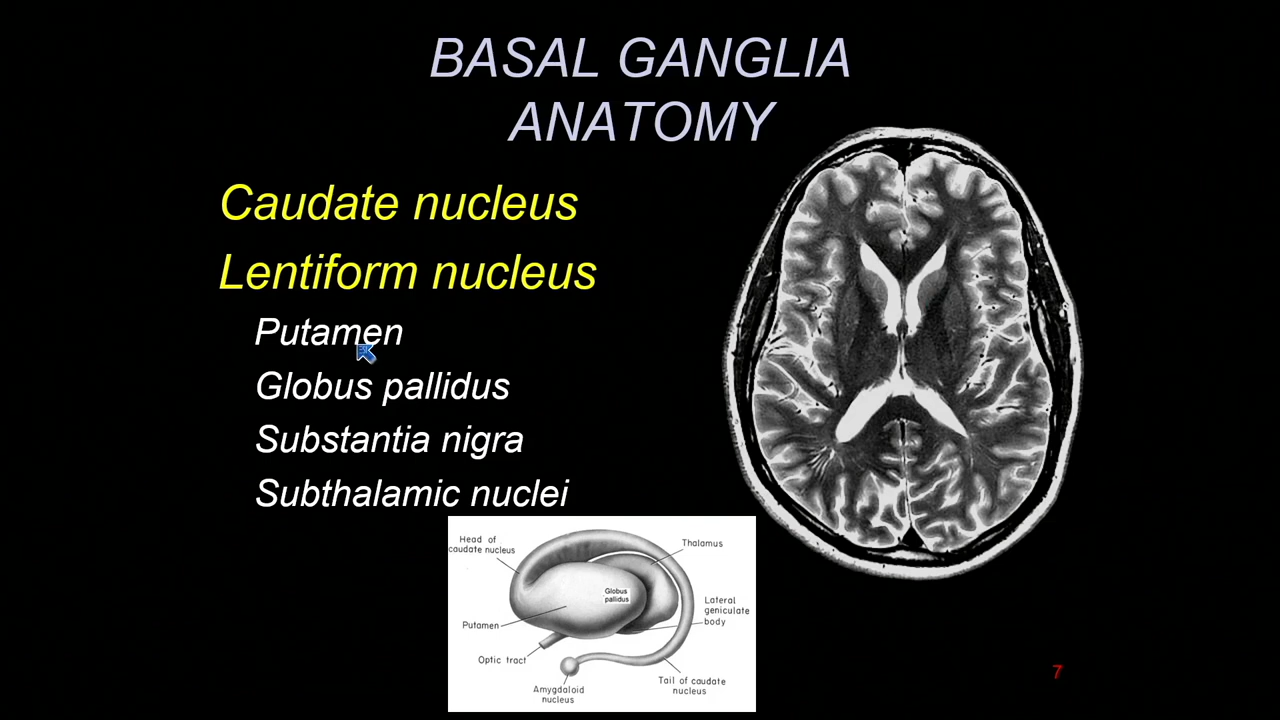 BASAL GANGLIA
ANATOMY
Caudate nucleus
Lentiform nucleus
Putamen
Globus pallidus
Substantia nigra
Subthalamic nuclei
Head of
caudate nucleus
Thalamus
Globus
pallidus
Lateral
geniculate
body
Putamen
Optic tract
Amygdaloid
nucleus
Tail of caudate
nucleus
7